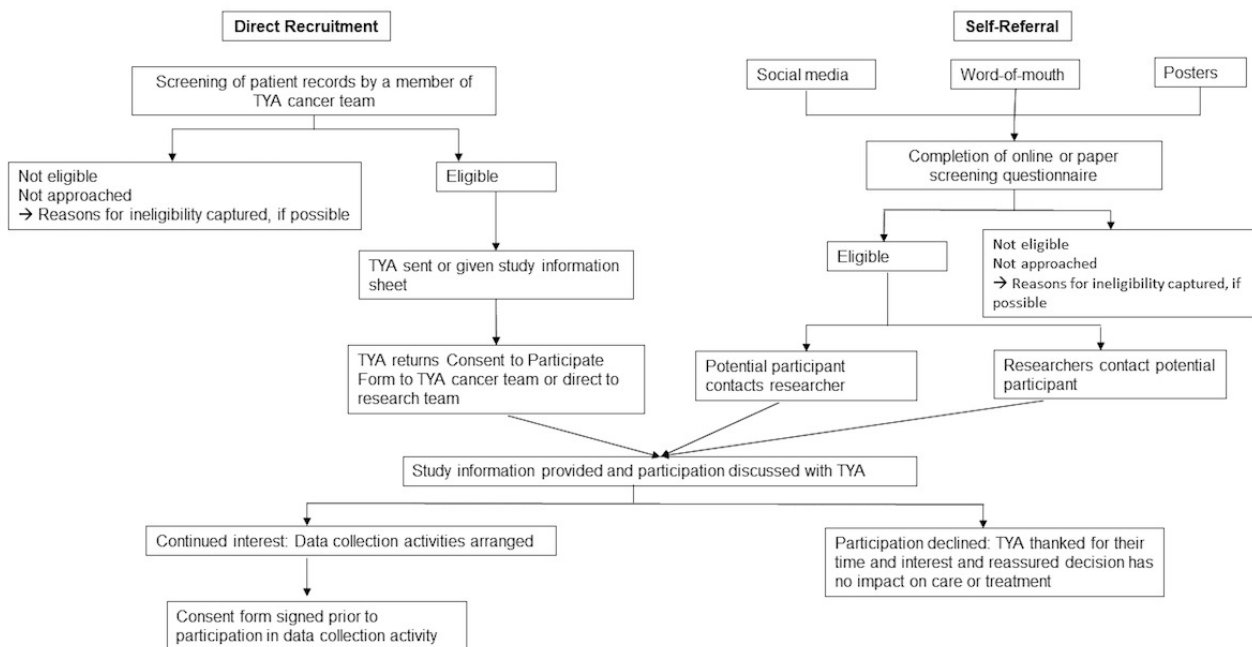 Direct Recruitment
Self-Referral
Screening of patient records by a member of
TYA cancer team
Social media
Word-of-mouth
Posters
Not eligible
Not approached
→ Reasons for ineligibility captured, if possible
Eligible
Completion of online or paper
screening questionnaire
Eligible
Not eligible
Not approached
→ Reasons for ineligibility captured, if
possible
TYA sent or given study information
sheet
TYA returns Consent to Participate
Form to TYA cancer team or direct to
research team
Potential participant
contacts researcher
Researchers contact potential
participant
Study information provided and participation discussed with TYA
Continued interest: Data collection activities arranged
Participation declined: TYA thanked for their
time and interest and reassured decision has
no impact on care or treatment
Consent form signed prior to
participation in data collection activity